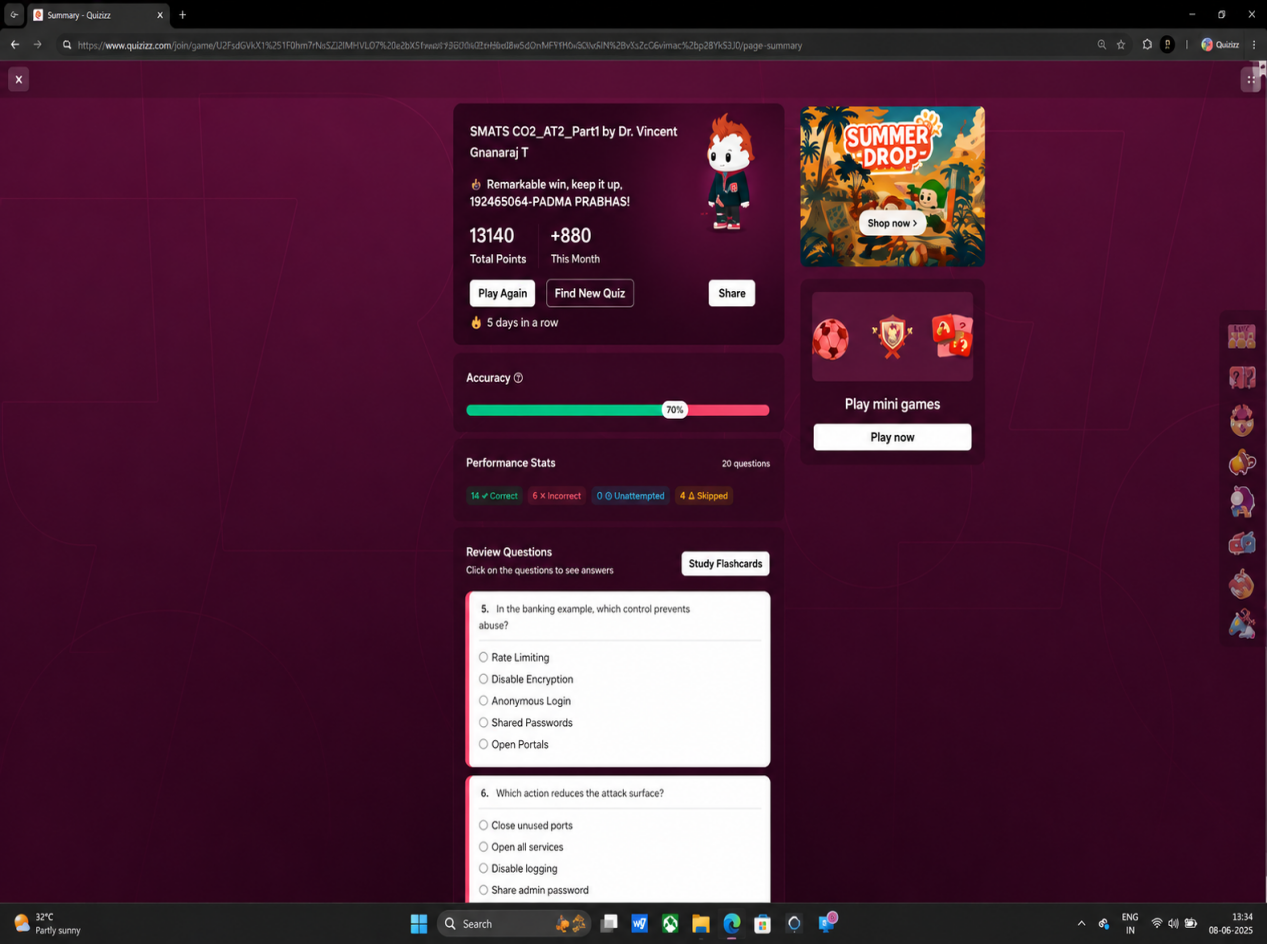 Summary - Quizizz
Quizizz
SMATS CO2_AT2_Part1 by Dr. Vincent
Gnanaraj T
Remarkable win, keep it up,
192465064-PADMA PRABHAS!
13140
+880
Total Points
This Month
Play Again
Find New Quiz
Share
5 days in a row
SUMMER
DROP
Shop now >
Play mini games
Play now
Accuracy
70%
Performance Stats
20 questions
14 ✓ Correct
6 × Incorrect
0 Unattempted
4 Skipped
Review Questions
Click on the questions to see answers
Study Flashcards
5. In the banking example, which control prevents
abuse?
Rate Limiting
Disable Encryption
Anonymous Login
Shared Passwords
Open Portals
6. Which action reduces the attack surface?
Close unused ports
Open all services
Disable logging
Share admin password
32°C
Partly sunny
Search
ENG
IN
13:34
08-06-2025